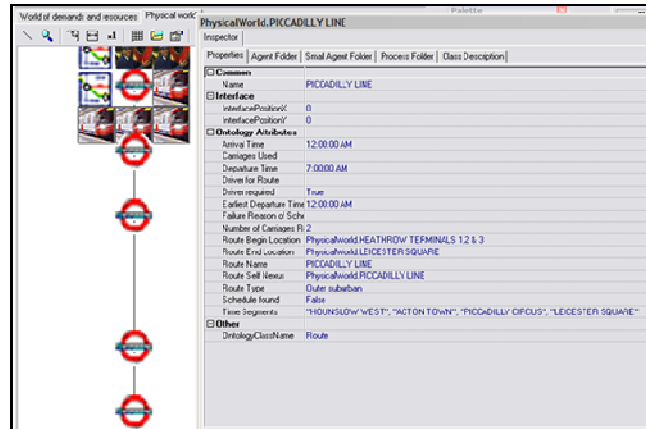 World of demands and resources Physical world
Palette
PhysicalWorld.PICCADILLY LINE
Inspector
Properties Agent Folder Smal Agent Folder Process Folder Class Description
Common
Name PICCADILLY LINE
Interface
InterfacePositionX 0
InterfacePositionY 0
Ontology Attributes
Arrival Time 12:00:00 AM
Carriages Used
Departure Time 7:00:00 AM
Driver for Route
Driver required True
Earliest Departure Time 12:00:00 AM
Failure Reason of Sche
Number of Carriages R 2
Route Begin Location PhysicalWorld.HEATHROW TERMINALS 1,2 & 3
Route End Location PhysicalWorld.LEICESTER SQUARE
Route Name PICCADILLY LINE
Route Self Nexus PhysicalWorld.PICCADILLY LINE
Route Type Outer suburban
Schedule found False
Time Segments "HOUNSLOW WEST", "ACTON TOWN", "PICCADILLY CIRCUS", "LEICESTER SQUARE"
Other
OntologyClassName Route